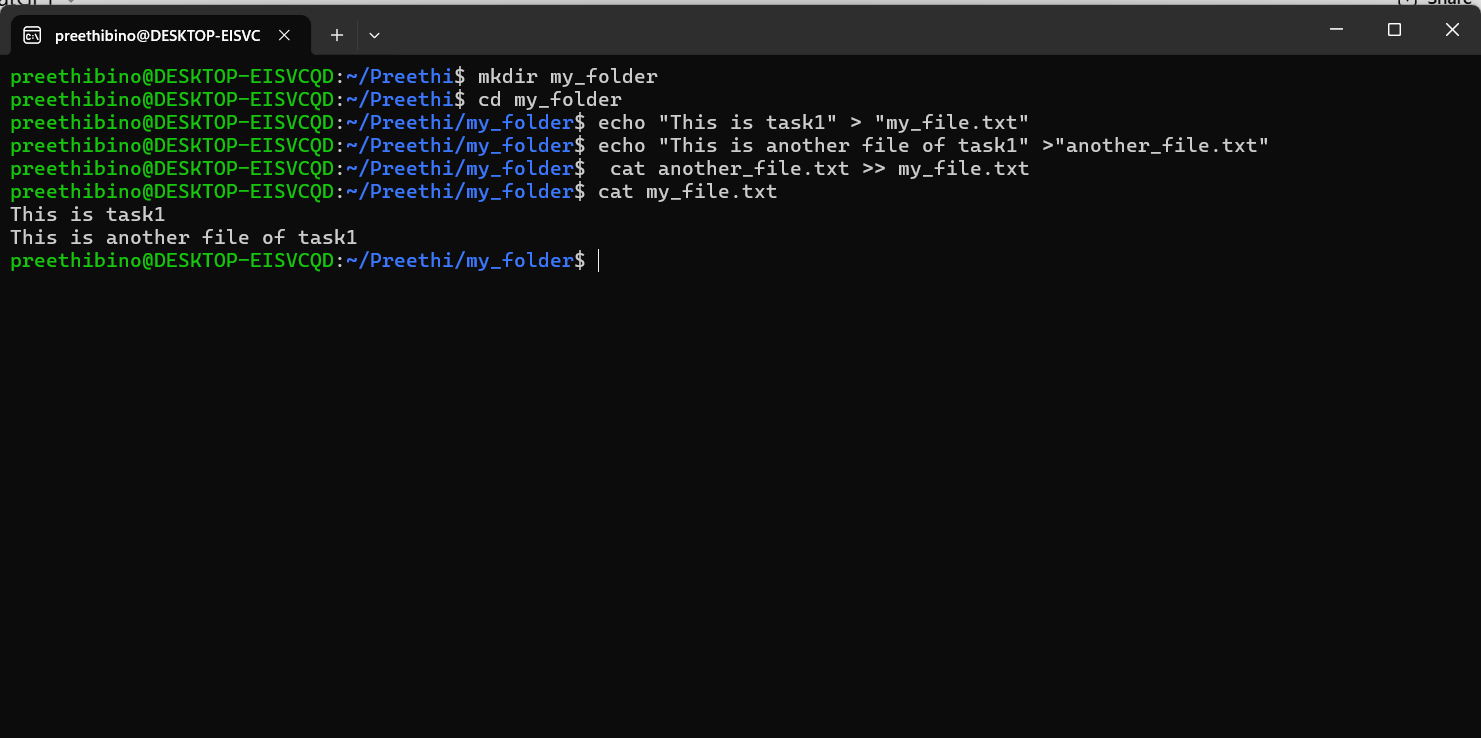 Share
preethibino@DESKTOP-EISVC
preethibino@DESKTOP-EISVCQD:~/Preethi$ mkdir my_folder
preethibino@DESKTOP-EISVCQD:~/Preethi$ cd my_folder
preethibino@DESKTOP-EISVCQD:~/Preethi/my_folder$ echo "This is task1" > "my_file.txt"
preethibino@DESKTOP-EISVCQD:~/Preethi/my_folder$ echo "This is another file of task1" >"another_file.txt"
preethibino@DESKTOP-EISVCQD:~/Preethi/my_folder$  cat another_file.txt >> my_file.txt
preethibino@DESKTOP-EISVCQD:~/Preethi/my_folder$ cat my_file.txt
This is task1
This is another file of task1
preethibino@DESKTOP-EISVCQD:~/Preethi/my_folder$